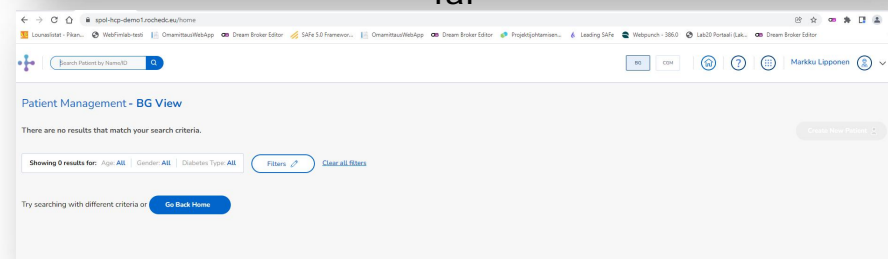 spol-hcp-demo1.rochedc.eu/home
Lounaslistat - Pikan... WebFimlab-testi OmamittausWebApp Dream Broker Editor SAFe 5.0 Framewor... OmamittausWebApp Dream Broker Editor Projektijohtamisen... Leading SAFe Webpunch - 386.0 Lab20 Portaali (Lak... Dream Broker Editor
Search Patient by Name/ID BG CGM ? Markku Lipponen
Patient Management - BG View
There are no results that match your search criteria.
Create New Patient
Showing 0 results for: Age: All Gender: All Diabetes Type: All Filters Clear all filters
Try searching with different criteria or Go Back Home